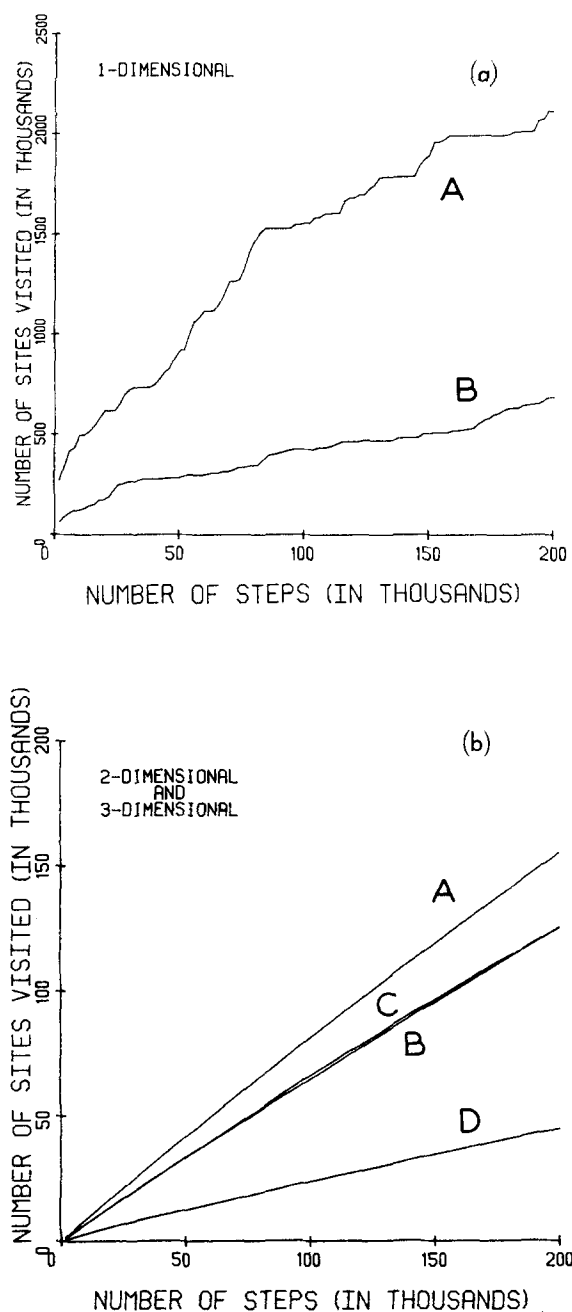 2500
1-DIMENSIONAL
(a)
2000
A
1500
1000
B
500
0
0
50
100
150
200
NUMBER OF SITES VISITED (IN THOUSANDS)
NUMBER OF STEPS (IN THOUSANDS)
200
(b)
2-DIMENSIONAL
AND
3-DIMENSIONAL
150
A
100
C
B
50
D
0
0
50
100
150
200
NUMBER OF SITES VISITED (IN THOUSANDS)
NUMBER OF STEPS (IN THOUSANDS)